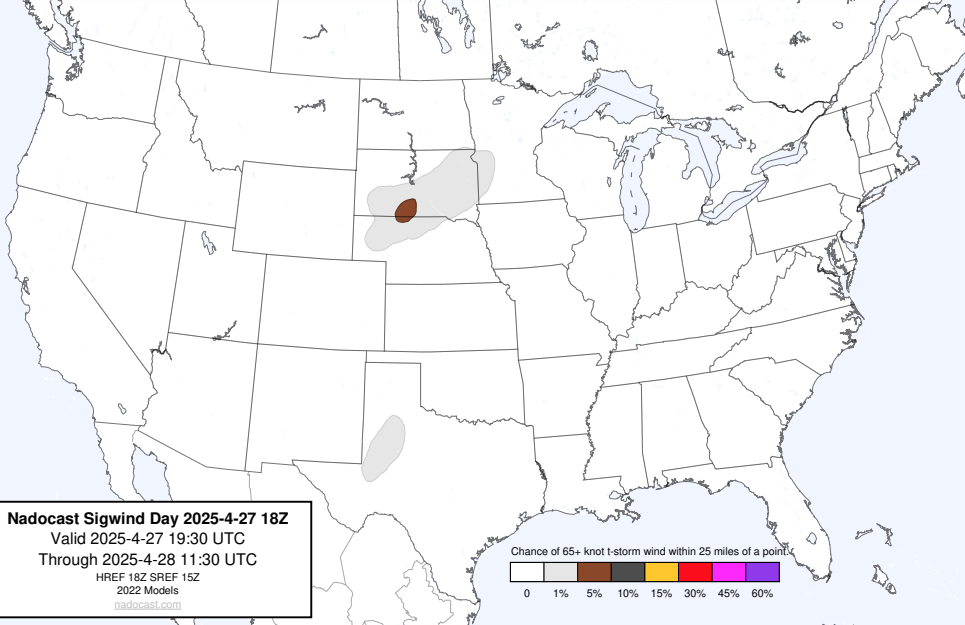 Nadocast Sigwind Day 2025-4-27 18Z
Valid 2025-4-27 19:30 UTC
Through 2025-4-28 11:30 UTC
HREF 18Z SREF 15Z
2022 Models
nadocast.com
Chance of 65+ knot t-storm wind within 25 miles of a point.
0 1% 5% 10% 15% 30% 45% 60%